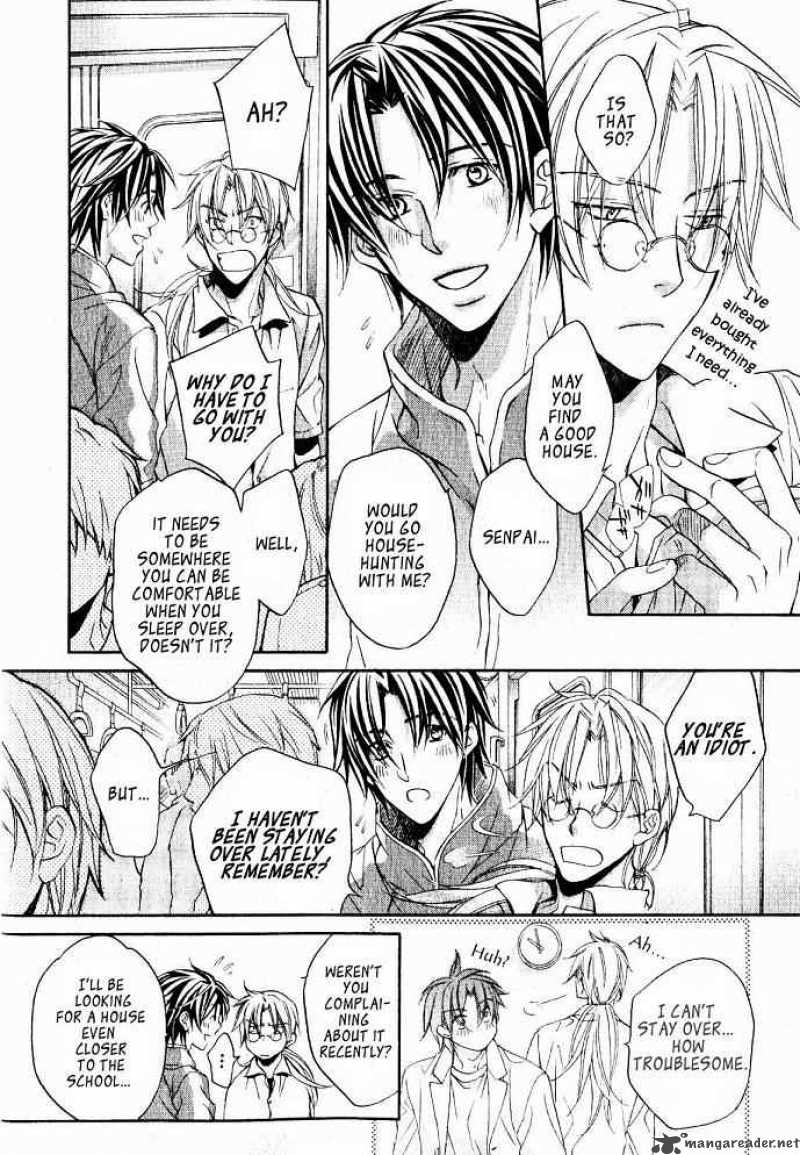 IS
THAT
SO?
I've
already
bought
everything
I need...
MAY
YOU
FIND
A GOOD
HOUSE.
SENPAI...
WOULD
YOU GO
HOUSE-
HUNTING
WITH ME?
AH?
WHY DO I
HAVE TO
GO WITH
YOU?
WELL,
IT NEEDS
TO BE
SOMEWHERE
YOU CAN BE
COMFORTABLE
WHEN YOU
SLEEP OVER,
DOESN'T IT?
YOU'RE
AN IDIOT.
I HAVEN'T
BEEN STAYING
OVER LATELY,
REMEMBER?
BUT...
Ah...
Huh?
I CAN'T
STAY OVER...
HOW
TROUBLESOME.
WEREN'T
YOU
COMPLAI-
NING
ABOUT IT
RECENTLY?
...
I'LL BE
LOOKING
FOR A HOUSE
EVEN
CLOSER
TO THE
SCHOOL...
mangareader.net